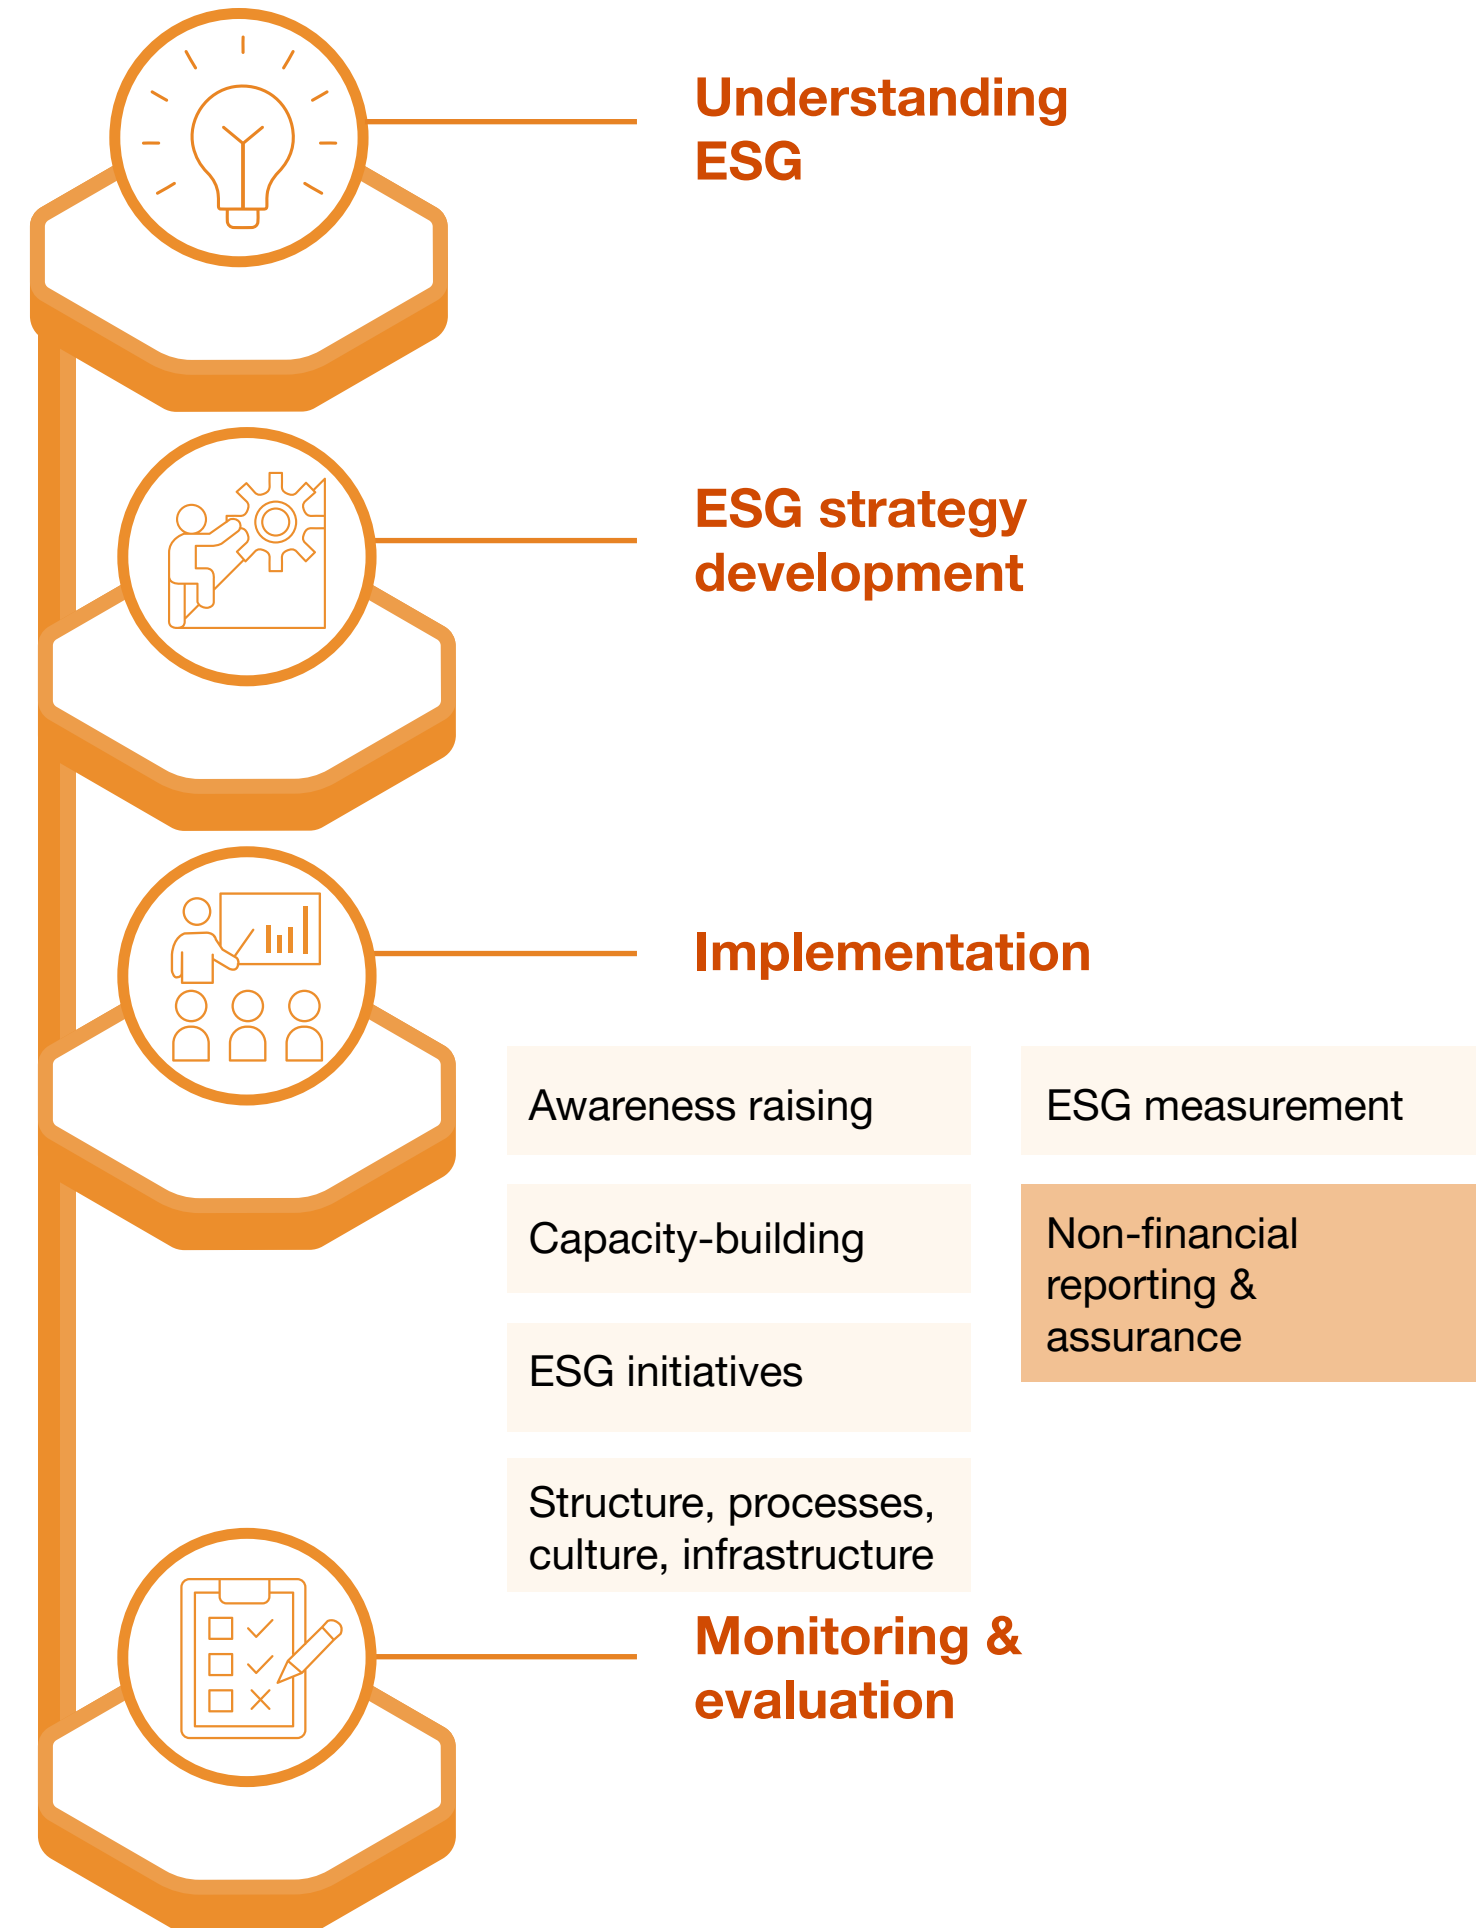 Understanding
ESG
ESG strategy
development
Implementation
Awareness raising
Capacity-building
ESG initiatives
Structure, processes,
culture, infrastructure
ESG measurement
Non-financial
reporting &
assurance
Monitoring &
evaluation